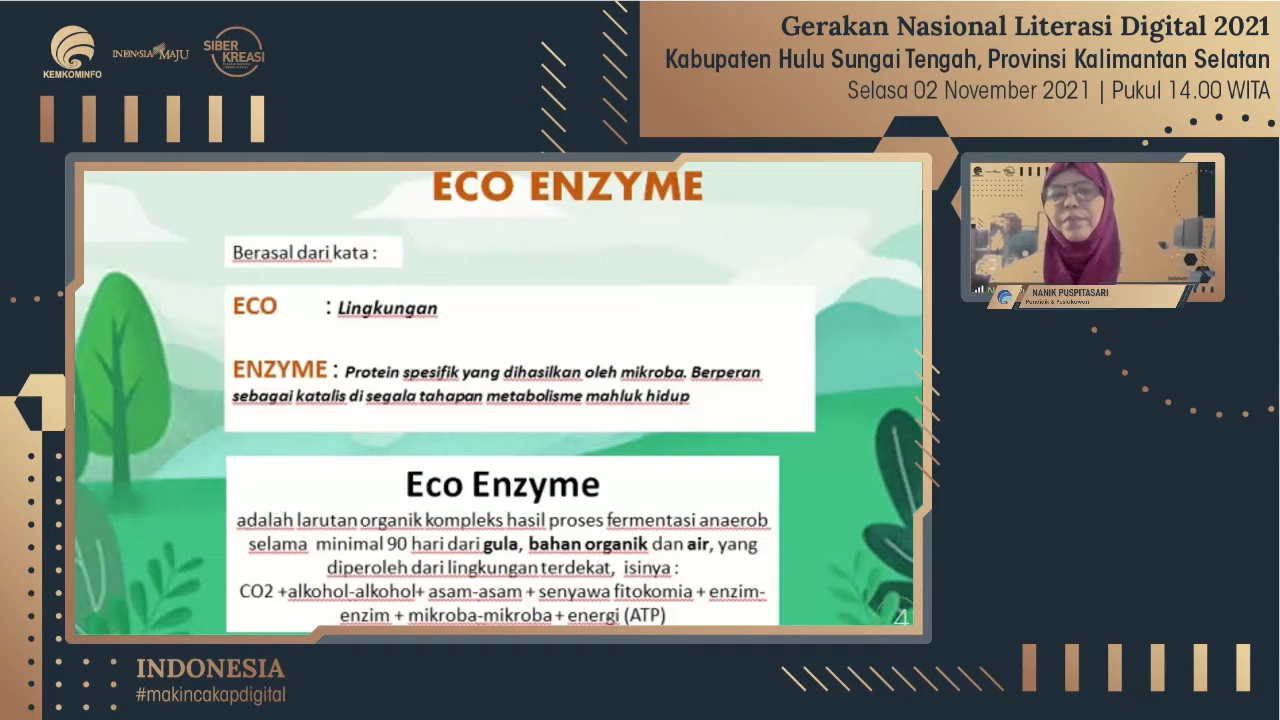 KEMKOMINFO
INDONESIA MAJU
SIBER
KREASI
Gerakan Nasional Literasi Digital 2021
Kabupaten Hulu Sungai Tengah, Provinsi Kalimantan Selatan
Selasa 02 November 2021 | Pukul 14.00 WITA
ECO ENZYME
Berasal dari kata :
ECO : Lingkungan
ENZYME : Protein spesifik yang dihasilkan oleh mikroba. Berperan
sebagai katalis di segala tahapan metabolisme mahluk hidup
Eco Enzyme
adalah larutan organik kompleks hasil proses fermentasi anaerob
selama minimal 90 hari dari gula, bahan organik dan air, yang
diperoleh dari lingkungan terdekat, isinya :
CO2 +alkohol-alkohol+ asam-asam + senyawa fitokomia + enzim-
enzim + mikroba-mikroba + energi (ATP)
4
NANIK PUSPITASARI
Pendidik & Pustakawan
INDONESIA
#makincakapdigital